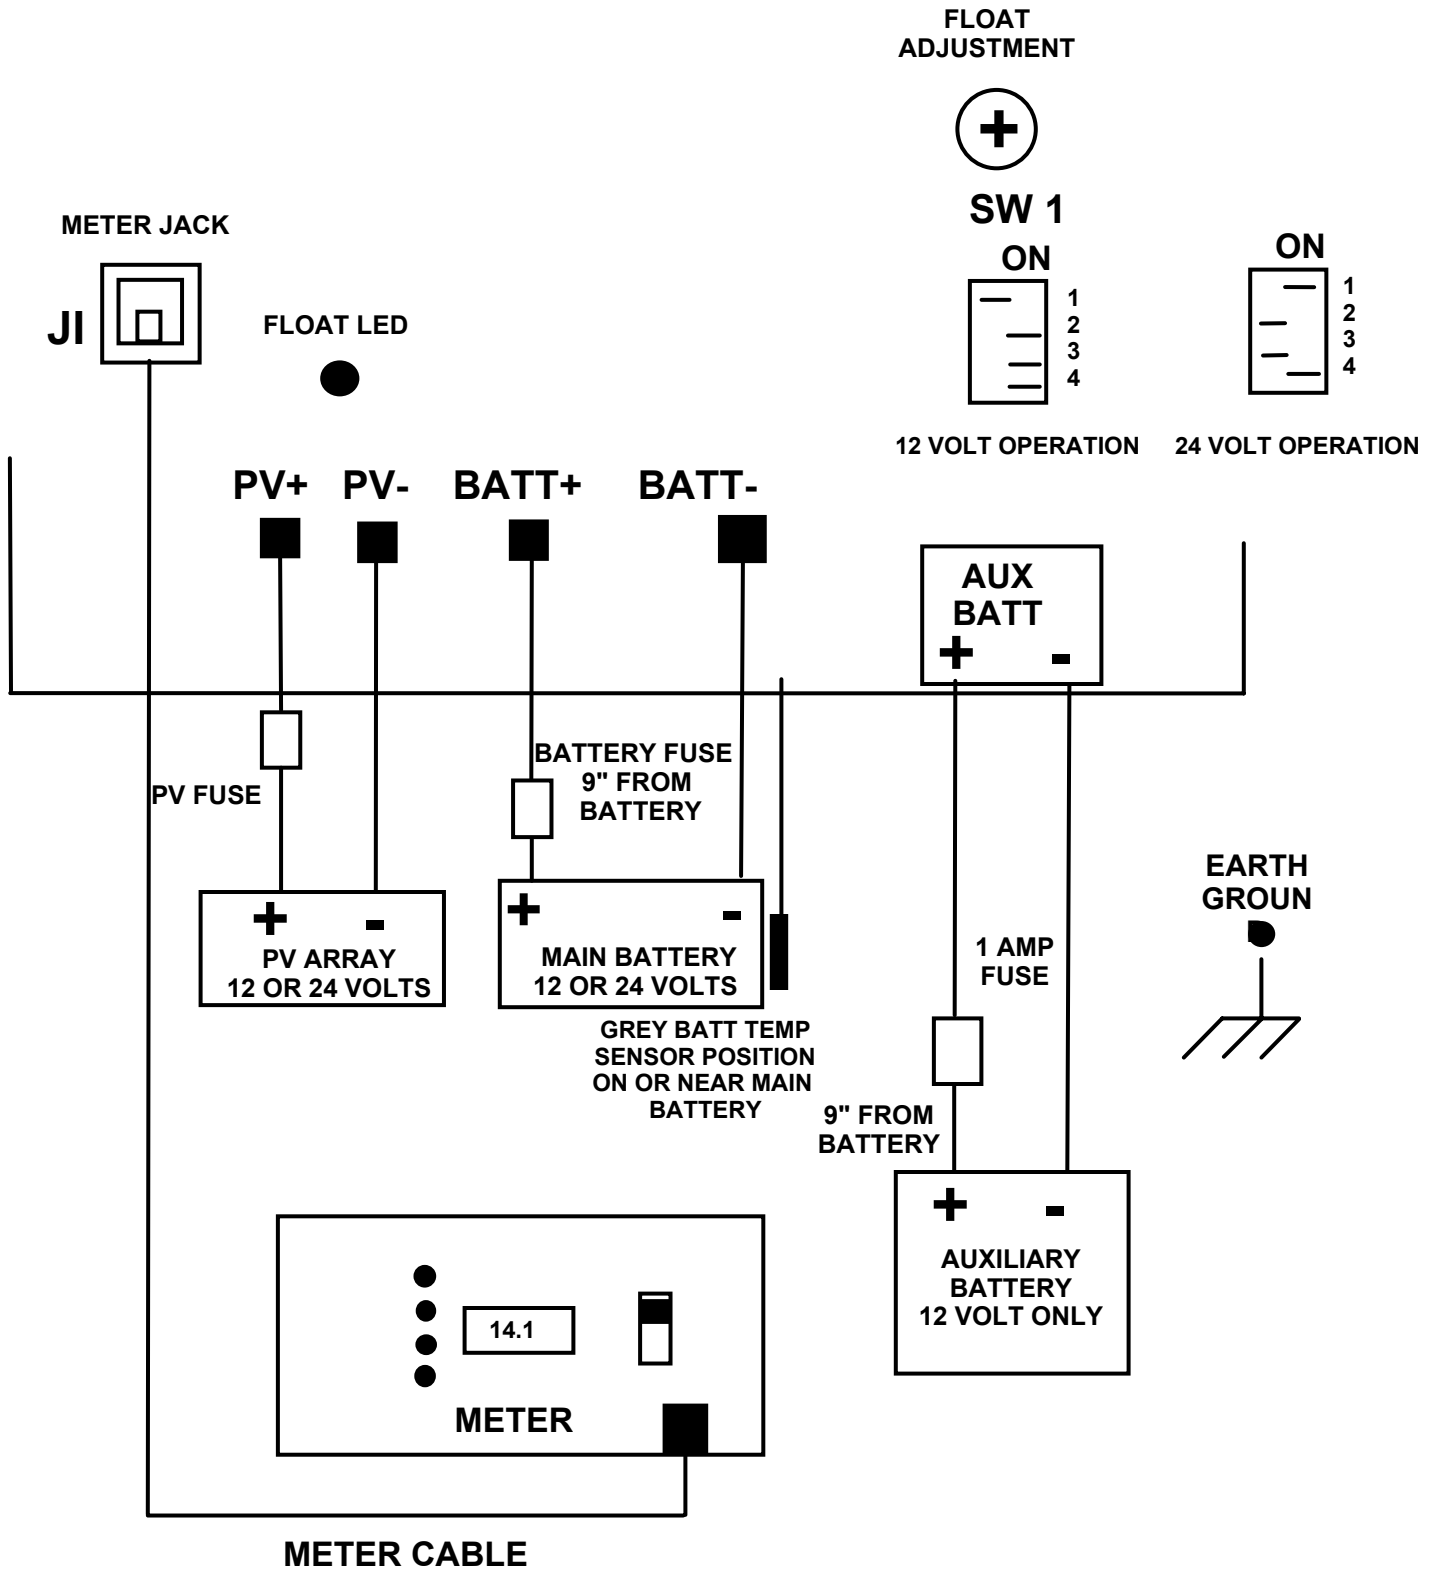 FLOAT
ADJUSTMENT
+
SW 1
METER JACK
ON
ON
JI
1
2
3
4
1
2
3
4
FLOAT LED
12 VOLT OPERATION
24 VOLT OPERATION
PV+
PV-
BATT+
BATT-
AUX
BATT
+ -
BATTERY FUSE
9" FROM
BATTERY
PV FUSE
EARTH
GROUN
+ -
PV ARRAY
12 OR 24 VOLTS
+ -
MAIN BATTERY
12 OR 24 VOLTS
1 AMP
FUSE
GREY BATT TEMP
SENSOR POSITION
ON OR NEAR MAIN
BATTERY
9" FROM
BATTERY
+ -
AUXILIARY
BATTERY
12 VOLT ONLY
14.1
METER
METER CABLE